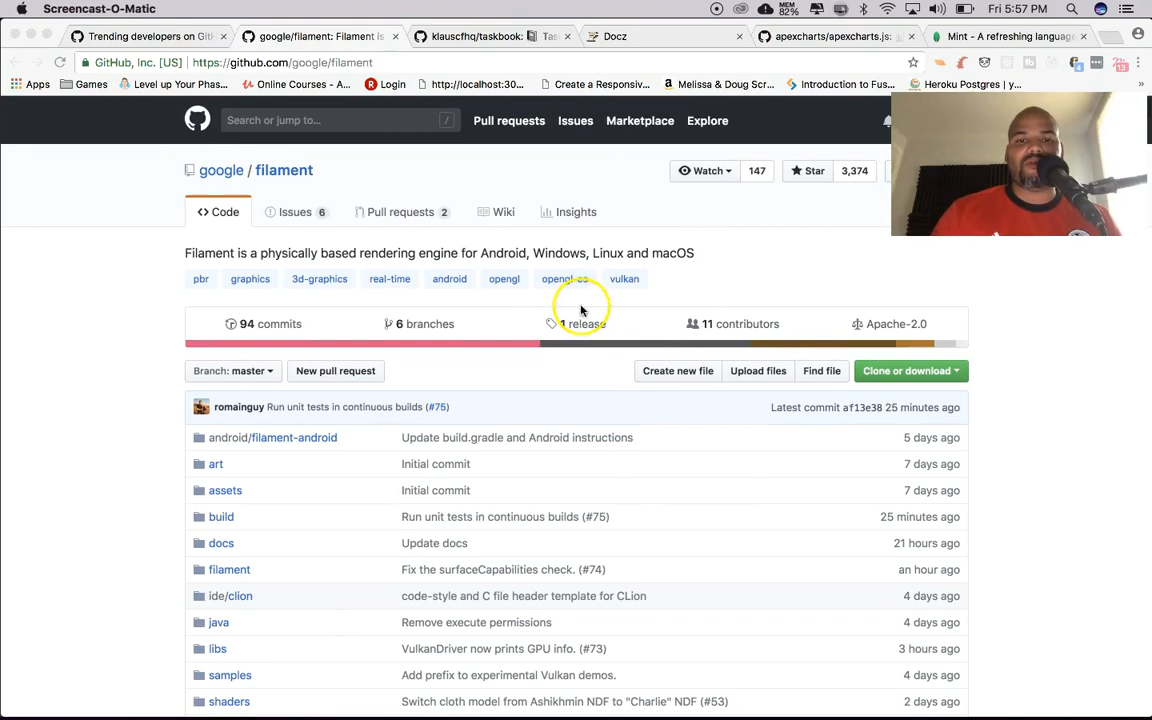 Screencast-O-Matic
MEM
82%
Fri 5:57 PM
Trending developers on GitH
google/filament: Filament is
klauscfhq/taskbook:
Tas
Docz
apexcharts/apexcharts.js:
Mint - A refreshing language
GitHub, Inc. [US]
https://github.com/google/filament
Apps
Games
Level up Your Phas...
Online Courses - A...
Login
http://localhost:30...
Create a Responsiv...
Melissa & Doug Scr...
Introduction to Fus...
Heroku Postgres | y...
Search or jump to...
/
Pull requests
Issues
Marketplace
Explore
google / filament
Watch
147
Star
3,374
Code
Issues 6
Pull requests 2
Wiki
Insights
Filament is a physically based rendering engine for Android, Windows, Linux and macOS
pbr
graphics
3d-graphics
real-time
android
opengl
opengl-es
vulkan
94 commits
6 branches
1 release
11 contributors
Apache-2.0
Branch: master
New pull request
Create new file
Upload files
Find file
Clone or download
romainguy Run unit tests in continuous builds (#75)
Latest commit af13e38 25 minutes ago
android/filament-android
Update build.gradle and Android instructions
5 days ago
art
Initial commit
7 days ago
assets
Initial commit
7 days ago
build
Run unit tests in continuous builds (#75)
25 minutes ago
docs
Update docs
21 hours ago
filament
Fix the surfaceCapabilities check. (#74)
an hour ago
ide/clion
code-style and C file header template for CLion
4 days ago
java
Remove execute permissions
4 days ago
libs
VulkanDriver now prints GPU info. (#73)
3 hours ago
samples
Add prefix to experimental Vulkan demos.
4 days ago
shaders
Switch cloth model from Ashikhmin NDF to "Charlie" NDF (#53)
2 days ago